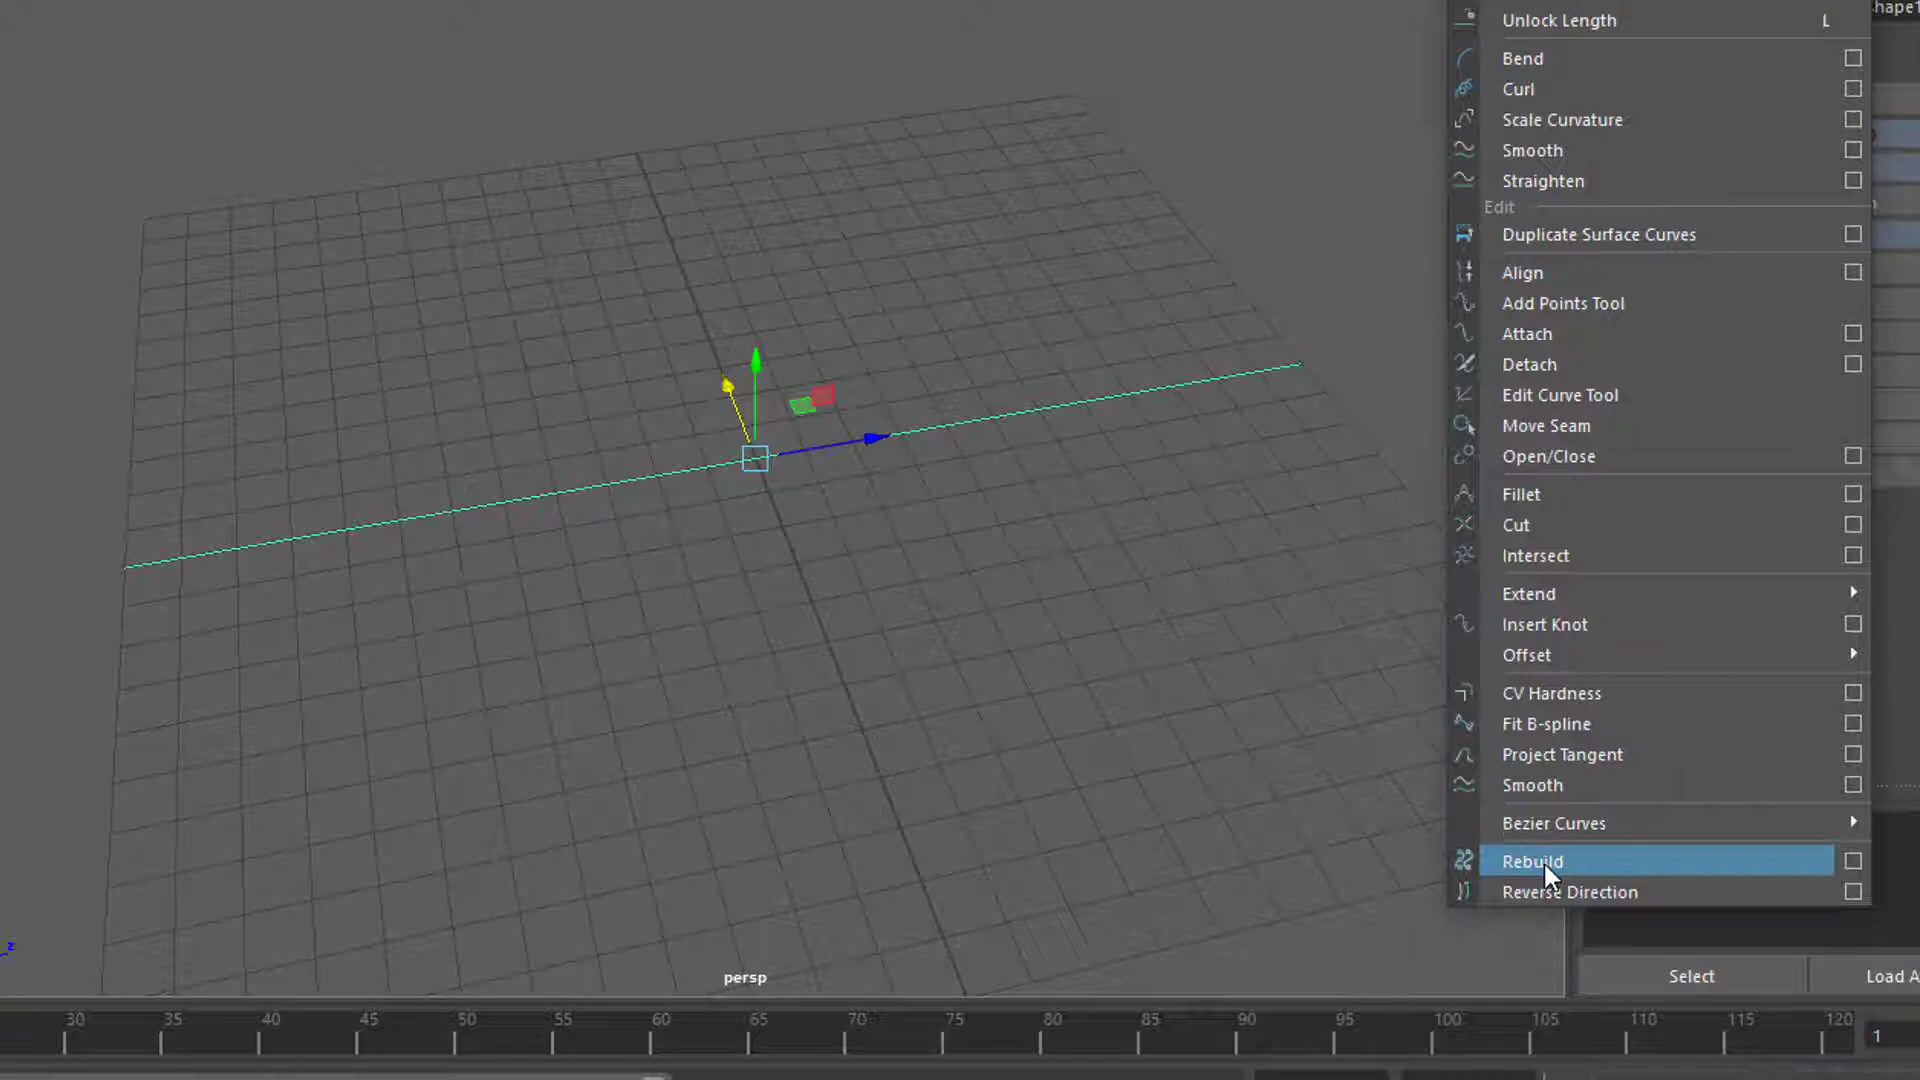 hape1
Unlock Length L
Bend
Curl
Scale Curvature
Smooth
Straighten
Edit
Duplicate Surface Curves
Align
Add Points Tool
Attach
Detach
Edit Curve Tool
Move Seam
Open/Close
Fillet
Cut
Intersect
Extend
Insert Knot
Offset
CV Hardness
Fit B-spline
Project Tangent
Smooth
Bezier Curves
Rebuild
Reverse Direction
z
persp
Select Load A
30 35 40 45 50 55 60 65 70 75 80 85 90 95 100 105 110 115 120
1